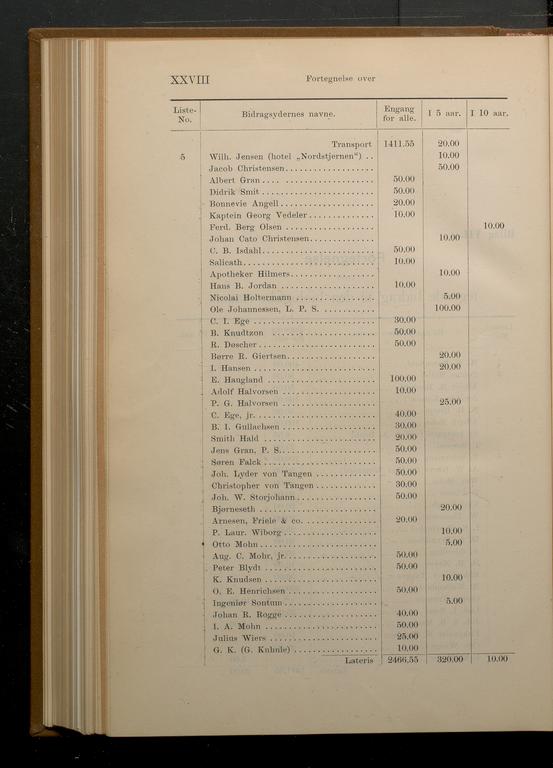 XXVIII Fortegnelse over
Liste-No. Bidragsydernes navne. Engang for alle. I 5 aar. I 10 aar.
Transport 1411.55 20.00
5 Wilh. Jensen (hotel „Nordstjernen“) . . 10.00
Jacob Christensen 50.00
Albert Gran 50.00
Didrik Smit 50.00
Bonnevie Angell 20.00
Kaptein Georg Vedeler 10.00
Ferd. Berg Olsen 10.00
Johan Cato Christensen 10.00
C. B. Isdahl 50.00
Salicath 10.00
Apotheker Hilmers 10.00
Hans B. Jordan 10.00
Nicolai Holtermann 5.00
Ole Johannessen, L. P. S. 100.00
C. I. Ege 30.00
B. Knudtzon 50.00
R. Døscher 50.00
Børre R. Giertsen 20.00
I. Hansen 20.00
E. Haugland 100.00
Adolf Halvorsen 10.00
P. G. Halvorsen 25.00
C. Ege, jr. 40.00
B. I. Gullachsen 30.00
Smith Hald 20.00
Jens Gran, P. S. 50.00
Søren Falck 50.00
Joh. Lyder von Tangen 50.00
Christopher von Tangen 30.00
Joh. W. Storjohann 50.00
Bjørneseth 20.00
Arnesen, Friele & co. 20.00
P. Laur. Wiborg 10.00
Otto Mohn 5.00
Aug. C. Mohr, jr. 50.00
Peter Blydt 50.00
K. Knudsen 10.00
O. E. Henrichsen 50.00
Ingeniør Sontum 5.00
Johan R. Rogge 40.00
I. A. Mohn 50.00
Julius Wiers 25.00
G. K. (G. Kuhnle) 10.00
Lateris 2466.55 320.00 10.00